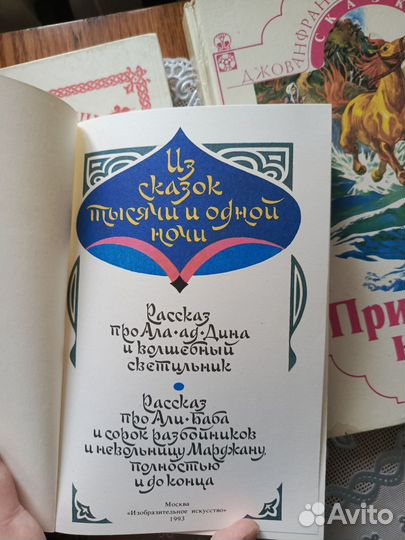 ДЖОВАНФРАН
СКАЗК
Из
сказок
тысячи и одной
ночи
Рассказ
про Ала-ад-Дина
и волшебный
светильник
Рассказ
про Али-Баба
и сорок разбойников
и невольницу Марджану,
полностью
и до конца
Москва
«Изобразительное искусство»
1993
При
Avito